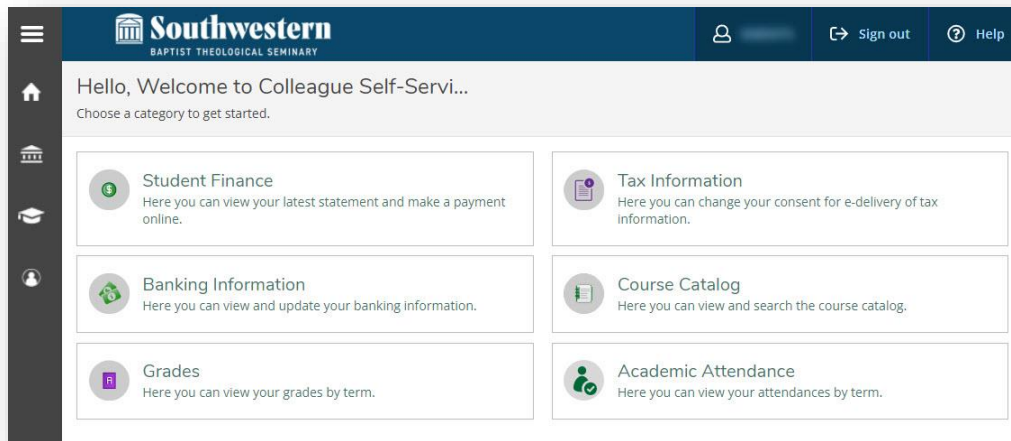 Southwestern
BAPTIST THEOLOGICAL SEMINARY
Sign out
Help
Hello, Welcome to Colleague Self-Servi...
Choose a category to get started.
Student Finance
Here you can view your latest statement and make a payment
online.
Tax Information
Here you can change your consent for e-delivery of tax
information.
Banking Information
Here you can view and update your banking information.
Course Catalog
Here you can view and search the course catalog.
Grades
Here you can view your grades by term.
Academic Attendance
Here you can view your attendances by term.